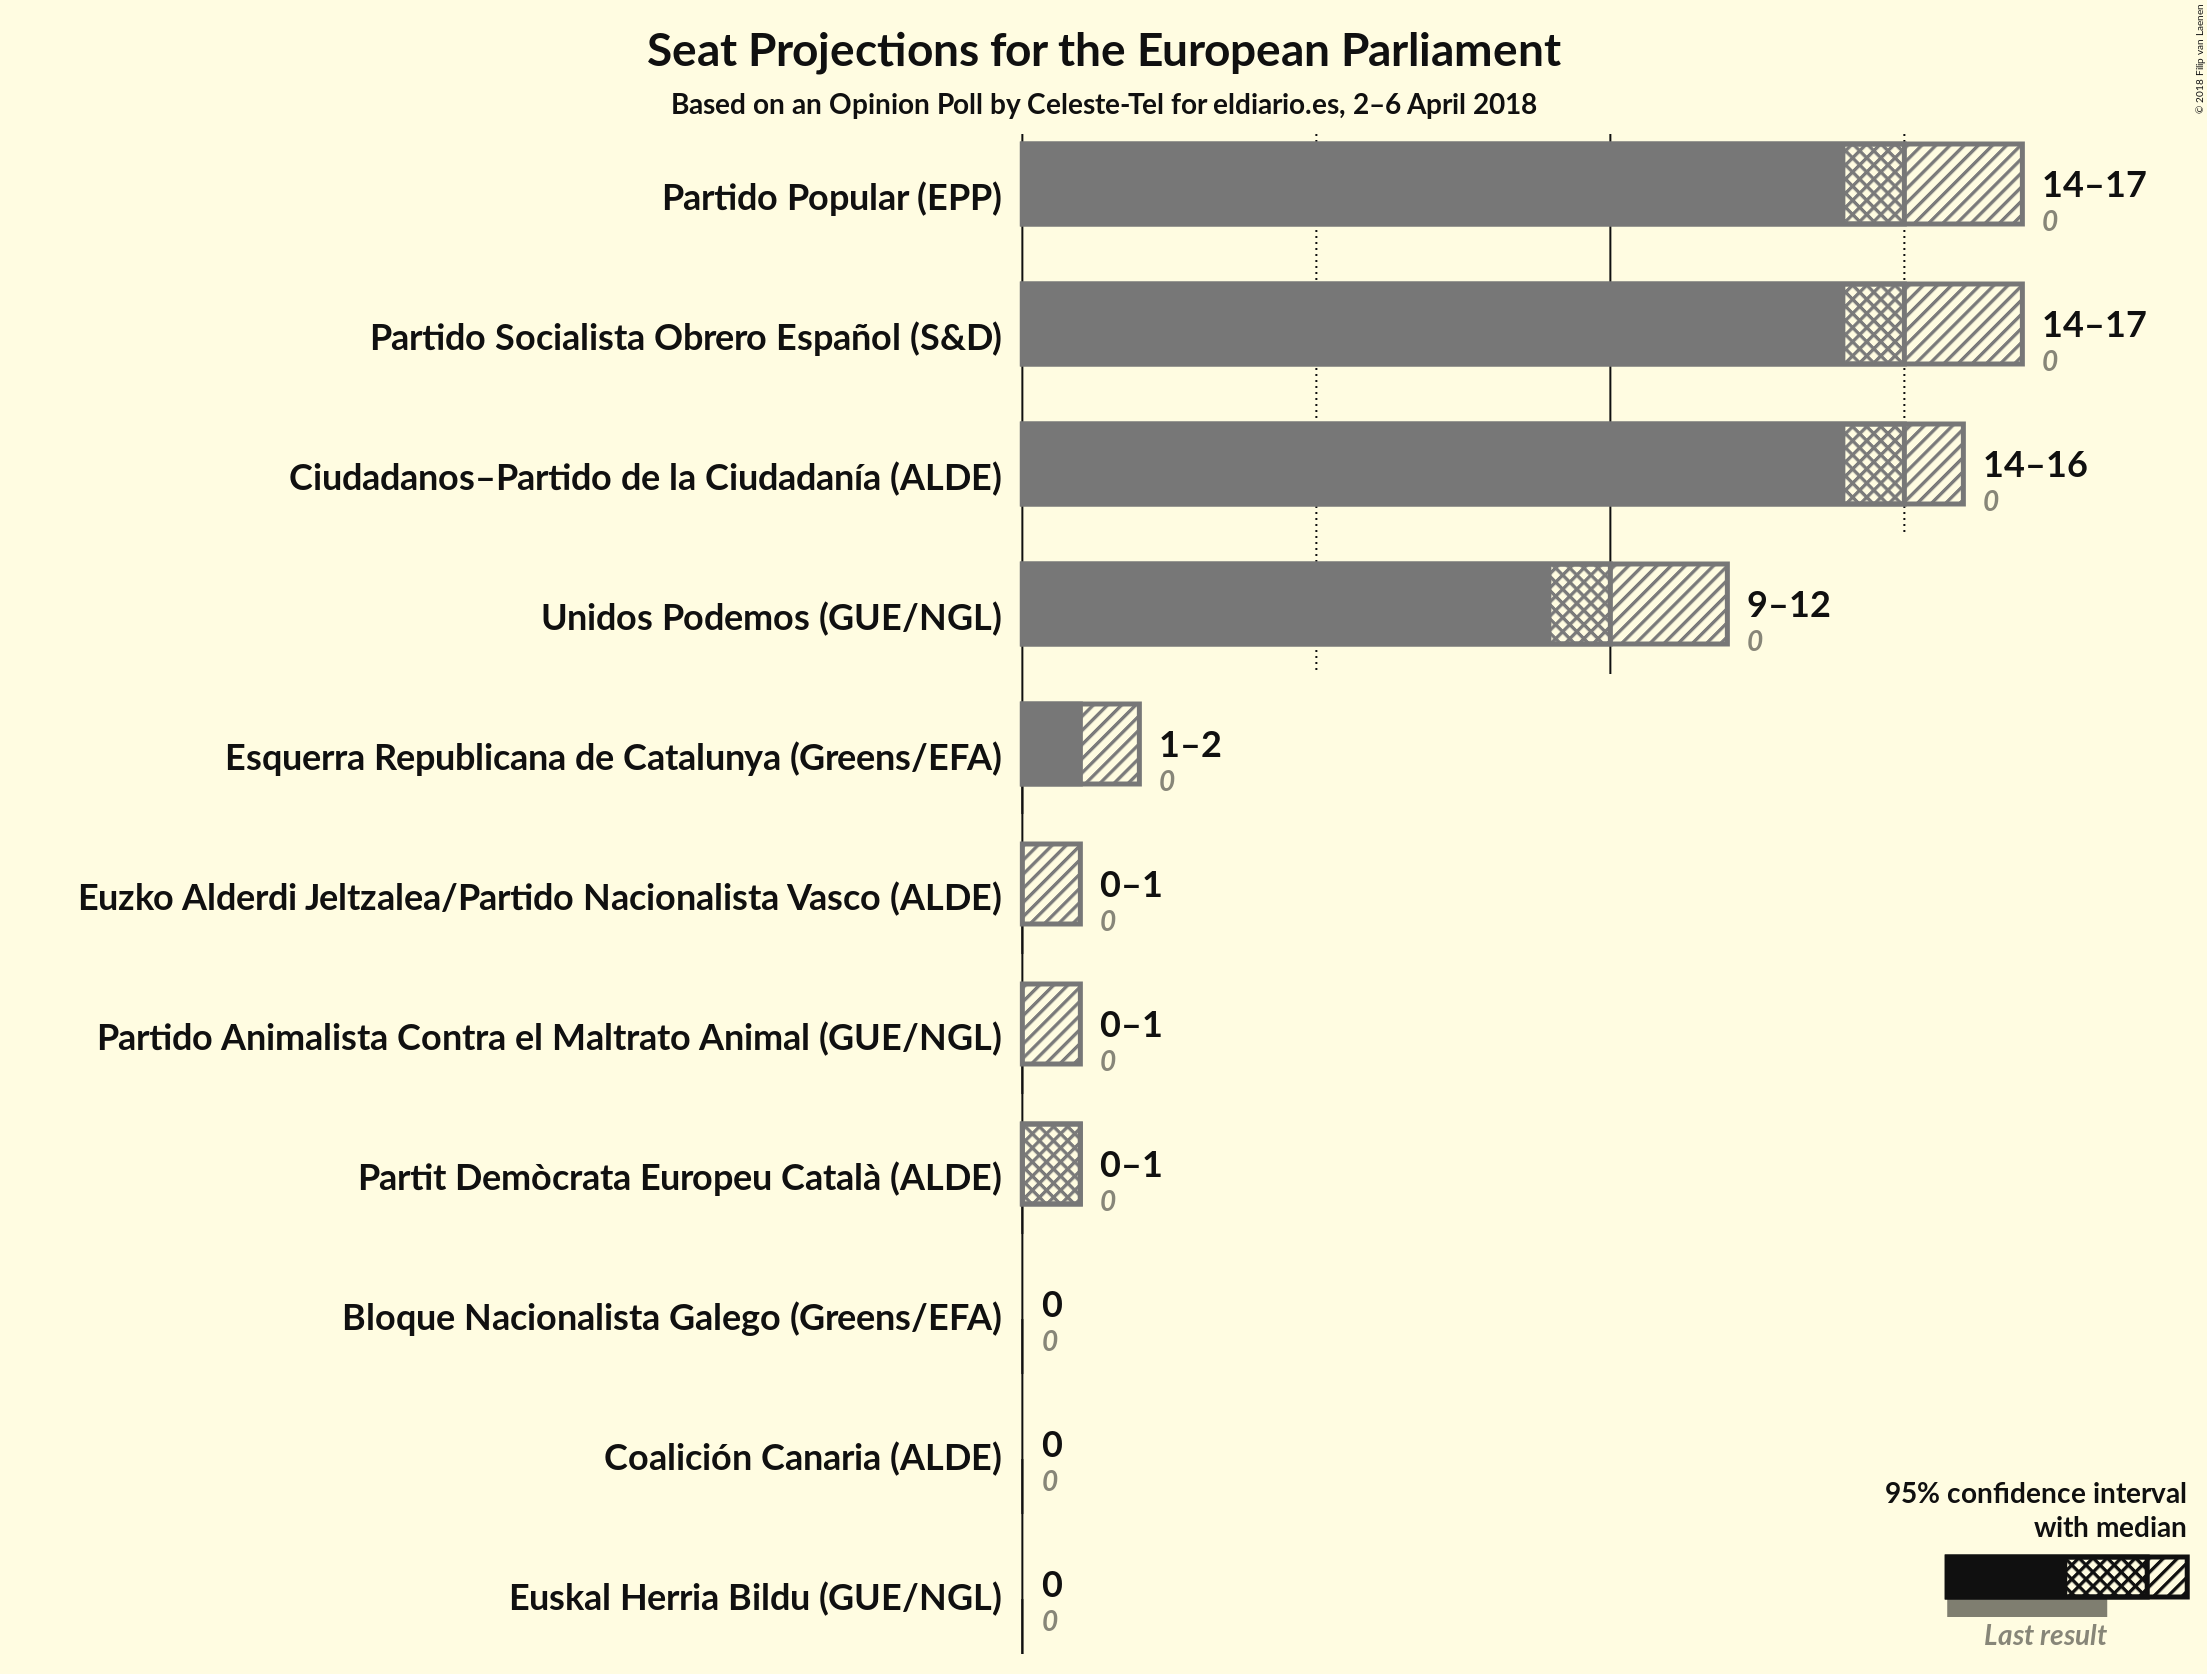 Seat Projections for the European Parliament
Based on an Opinion Poll by Celeste-Tel for eldiario.es, 2–6 April 2018
© 2018 Filip van Laenen
Partido Popular (EPP)
14–17
0
Partido Socialista Obrero Español (S&D)
14–17
0
Ciudadanos–Partido de la Ciudadanía (ALDE)
14–16
0
Unidos Podemos (GUE/NGL)
9–12
0
Esquerra Republicana de Catalunya (Greens/EFA)
1–2
0
Euzko Alderdi Jeltzalea/Partido Nacionalista Vasco (ALDE)
0–1
0
Partido Animalista Contra el Maltrato Animal (GUE/NGL)
0–1
0
Partit Demòcrata Europeu Català (ALDE)
0–1
0
Bloque Nacionalista Galego (Greens/EFA)
0
0
Coalición Canaria (ALDE)
0
0
Euskal Herria Bildu (GUE/NGL)
0
0
95% confidence interval
with median
Last result